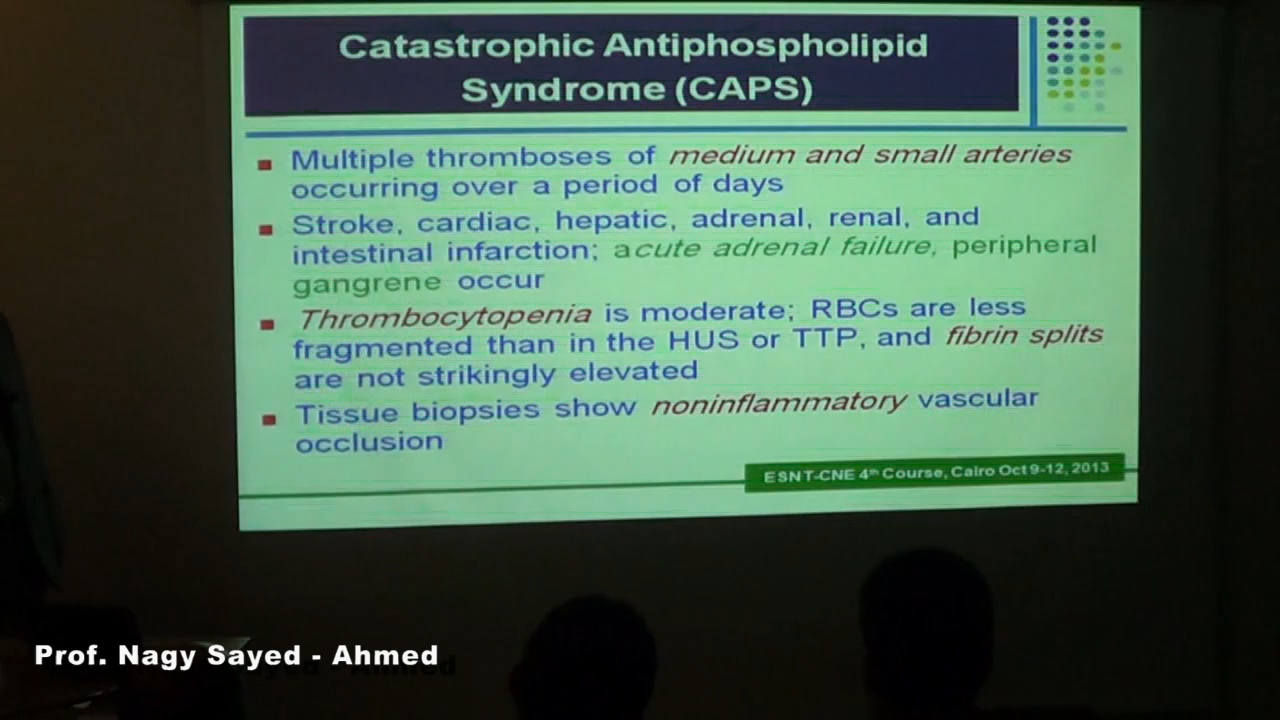 Catastrophic Antiphospholipid
Syndrome (CAPS)
Multiple thromboses of medium and small arteries
occurring over a period of days
Stroke, cardiac, hepatic, adrenal, renal, and
intestinal infarction; acute adrenal failure, peripheral
gangrene occur
Thrombocytopenia is moderate; RBCs are less
fragmented than in the HUS or TTP, and fibrin splits
are not strikingly elevated
Tissue biopsies show noninflammatory vascular
occlusion
ESNT-CNE 4th Course, Cairo Oct 9-12, 2013
Prof. Nagy Sayed - Ahmed